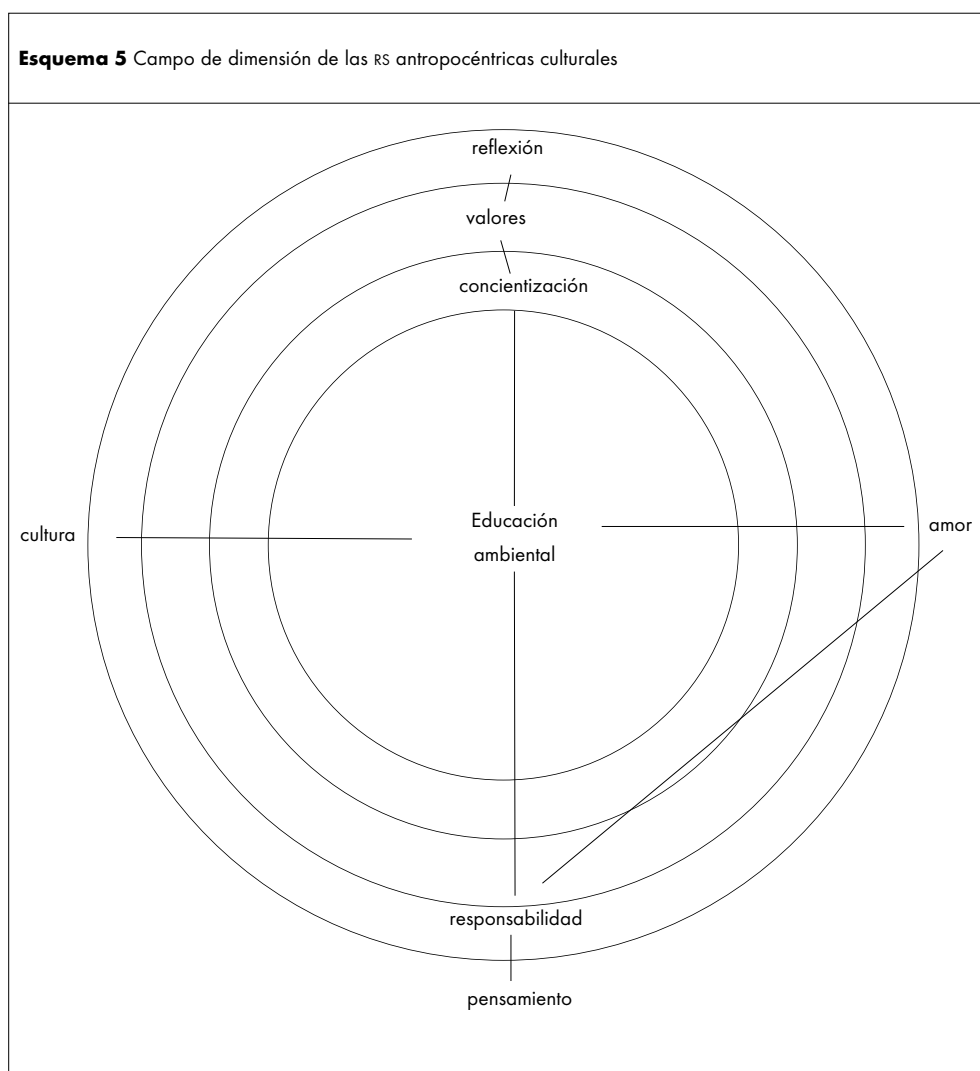 Esquema 5 Campo de dimensión de las RS antropocéntricas culturales
reflexión
valores
concientización
Educación
ambiental
cultura
amor
responsabilidad
pensamiento